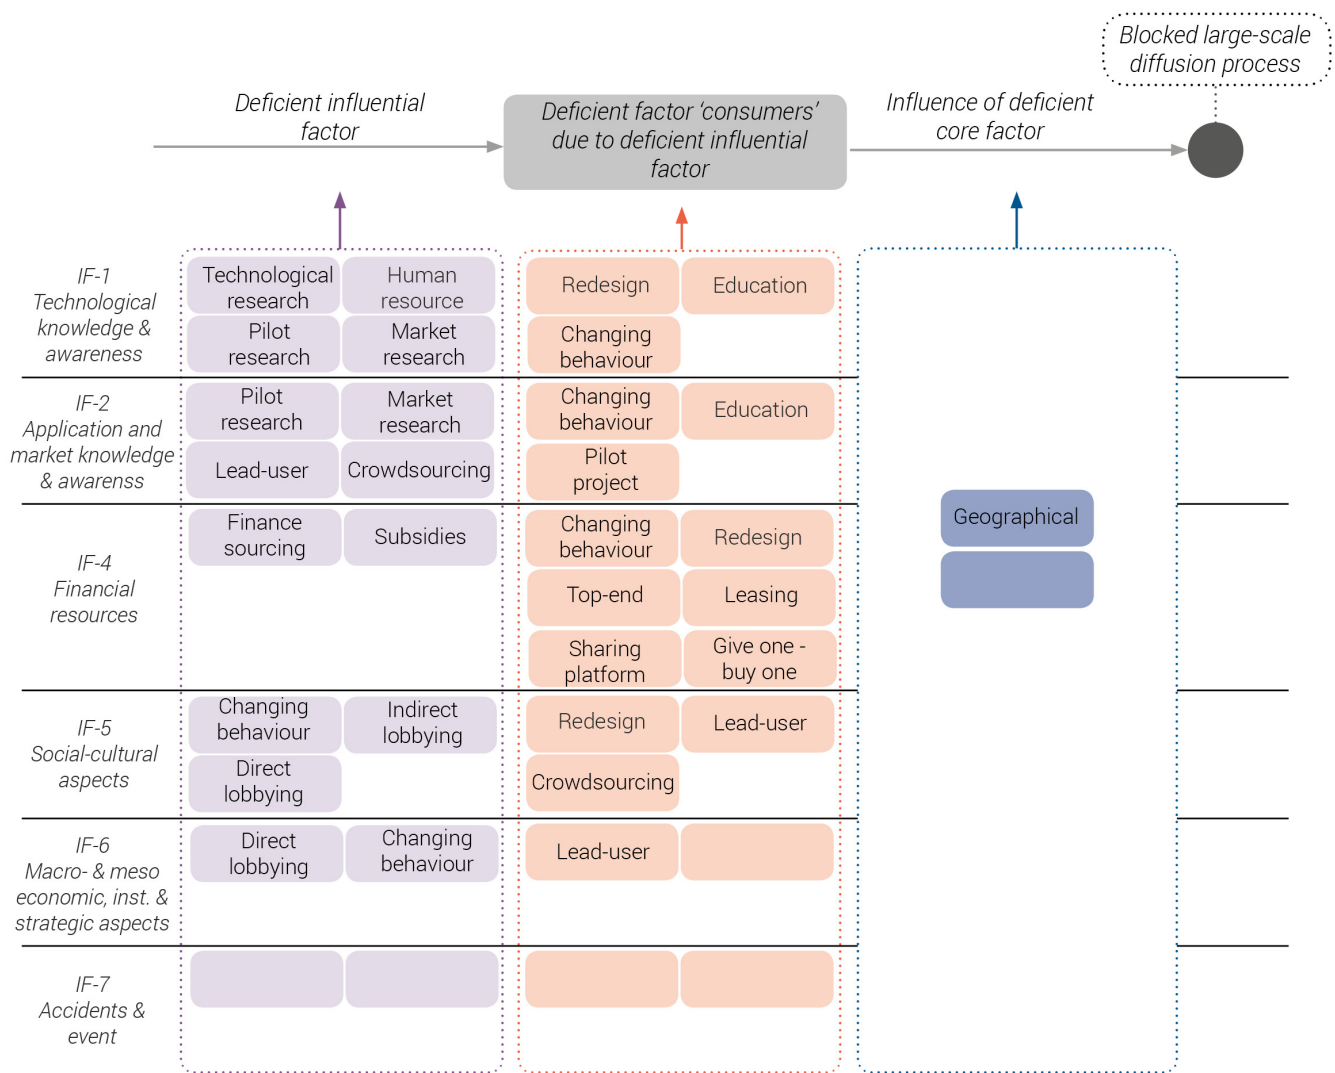 Blocked large-scale
diffusion process
Deficient influential
factor
Deficient factor ‘consumers’
due to deficient influential
factor
Influence of deficient
core factor
IF-1
Technological
knowledge &
awareness
Technological
research
Human
resource
Pilot
research
Market
research
Redesign
Education
Changing
behaviour
IF-2
Application and
market knowledge
& awarenss
Pilot
research
Market
research
Lead-user
Crowdsourcing
Changing
behaviour
Education
Pilot
project
IF-4
Financial
resources
Finance
sourcing
Subsidies
Changing
behaviour
Redesign
Top-end
Leasing
Sharing
platform
Give one -
buy one
Geographical
IF-5
Social-cultural
aspects
Changing
behaviour
Indirect
lobbying
Direct
lobbying
Redesign
Lead-user
Crowdsourcing
IF-6
Macro- & meso
economic, inst. &
strategic aspects
Direct
lobbying
Changing
behaviour
Lead-user
IF-7
Accidents &
event